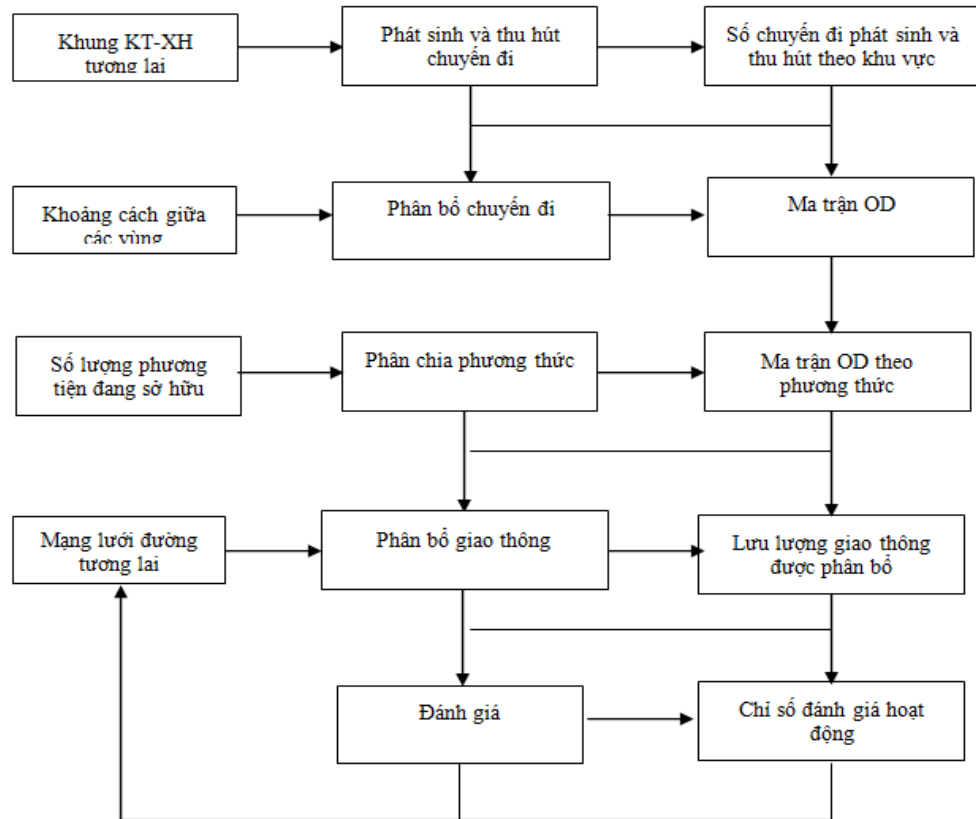 Khung KT-XH
tương lai
Phát sinh và thu hút
chuyến đi
Số chuyến đi phát sinh và
thu hút theo khu vực
Khoảng cách giữa
các vùng
Phân bổ chuyến đi
Ma trận OD
Số lượng phương
tiện đang sở hữu
Phân chia phương thức
Ma trận OD theo
phương thức
Mạng lưới đường
tương lai
Phân bổ giao thông
Lưu lượng giao thông
được phân bổ
Đánh giá
Chỉ số đánh giá hoạt
động